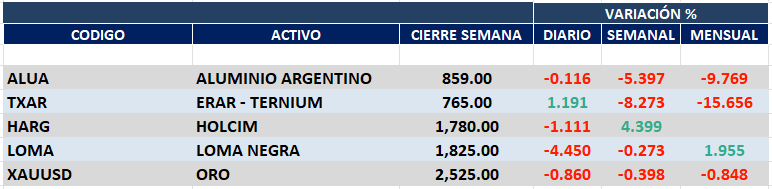 VARIACIÓN %
CODIGO ACTIVO CIERRE SEMANA DIARIO SEMANAL MENSUAL
ALUA ALUMINIO ARGENTINO 859.00 -0.116 -5.397 -9.769
TXAR ERAR - TERNIUM 765.00 1.191 -8.273 -15.656
HARG HOLCIM 1,780.00 -1.111 4.399
LOMA LOMA NEGRA 1,825.00 -4.450 -0.273 1.955
XAUUSD ORO 2,525.00 -0.860 -0.398 -0.848